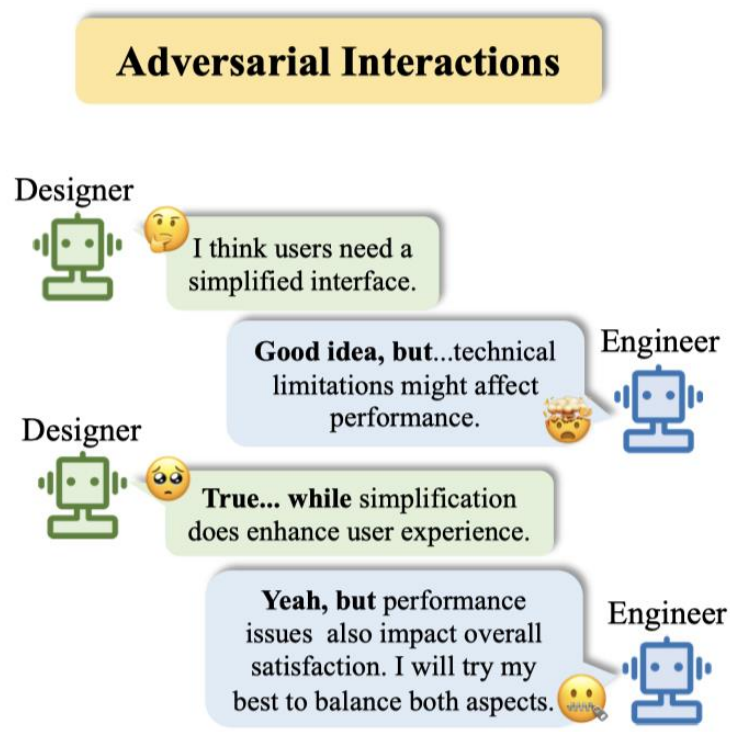 Adversarial Interactions
Designer
I think users need a
simplified interface.
Engineer
Good idea, but...technical
limitations might affect
performance.
Designer
True... while simplification
does enhance user experience.
Engineer
Yeah, but performance
issues also impact overall
satisfaction. I will try my
best to balance both aspects.